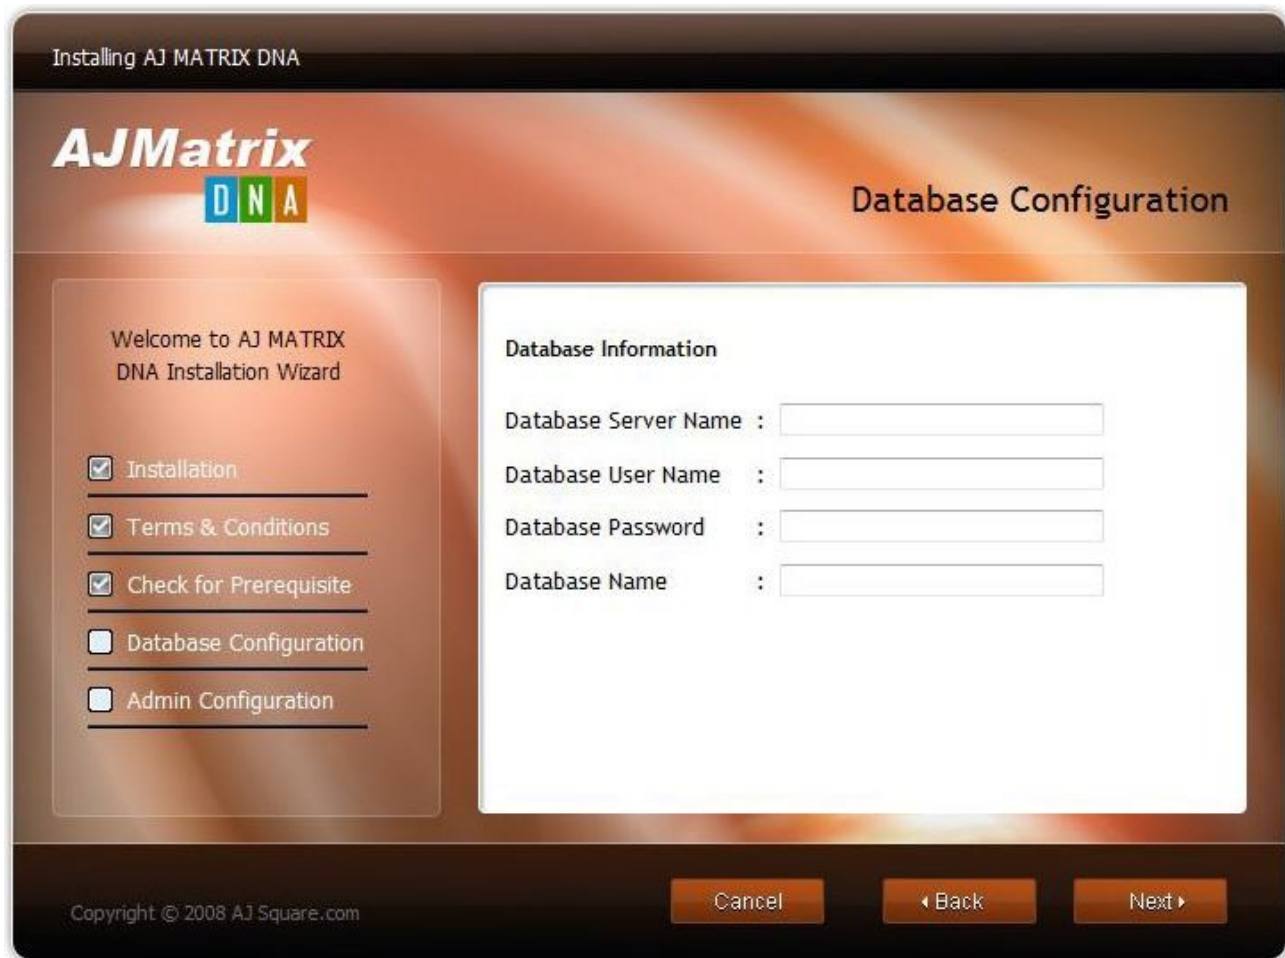 Installing AJ MATRIX DNA
AJMatrix
DNA
Database Configuration
Welcome to AJ MATRIX
DNA Installation Wizard
Installation
Terms & Conditions
Check for Prerequisite
Database Configuration
Admin Configuration
Database Information
Database Server Name :
Database User Name :
Database Password :
Database Name :
Copyright © 2008 AJ Square.com
Cancel
Back
Next